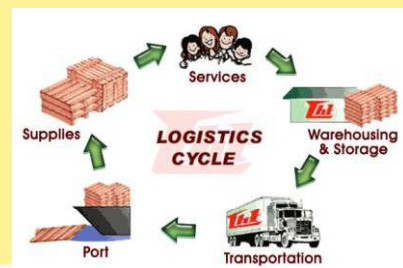 Services
Supplies
LOGISTICS
CYCLE
Warehousing
& Storage
Port
Transportation